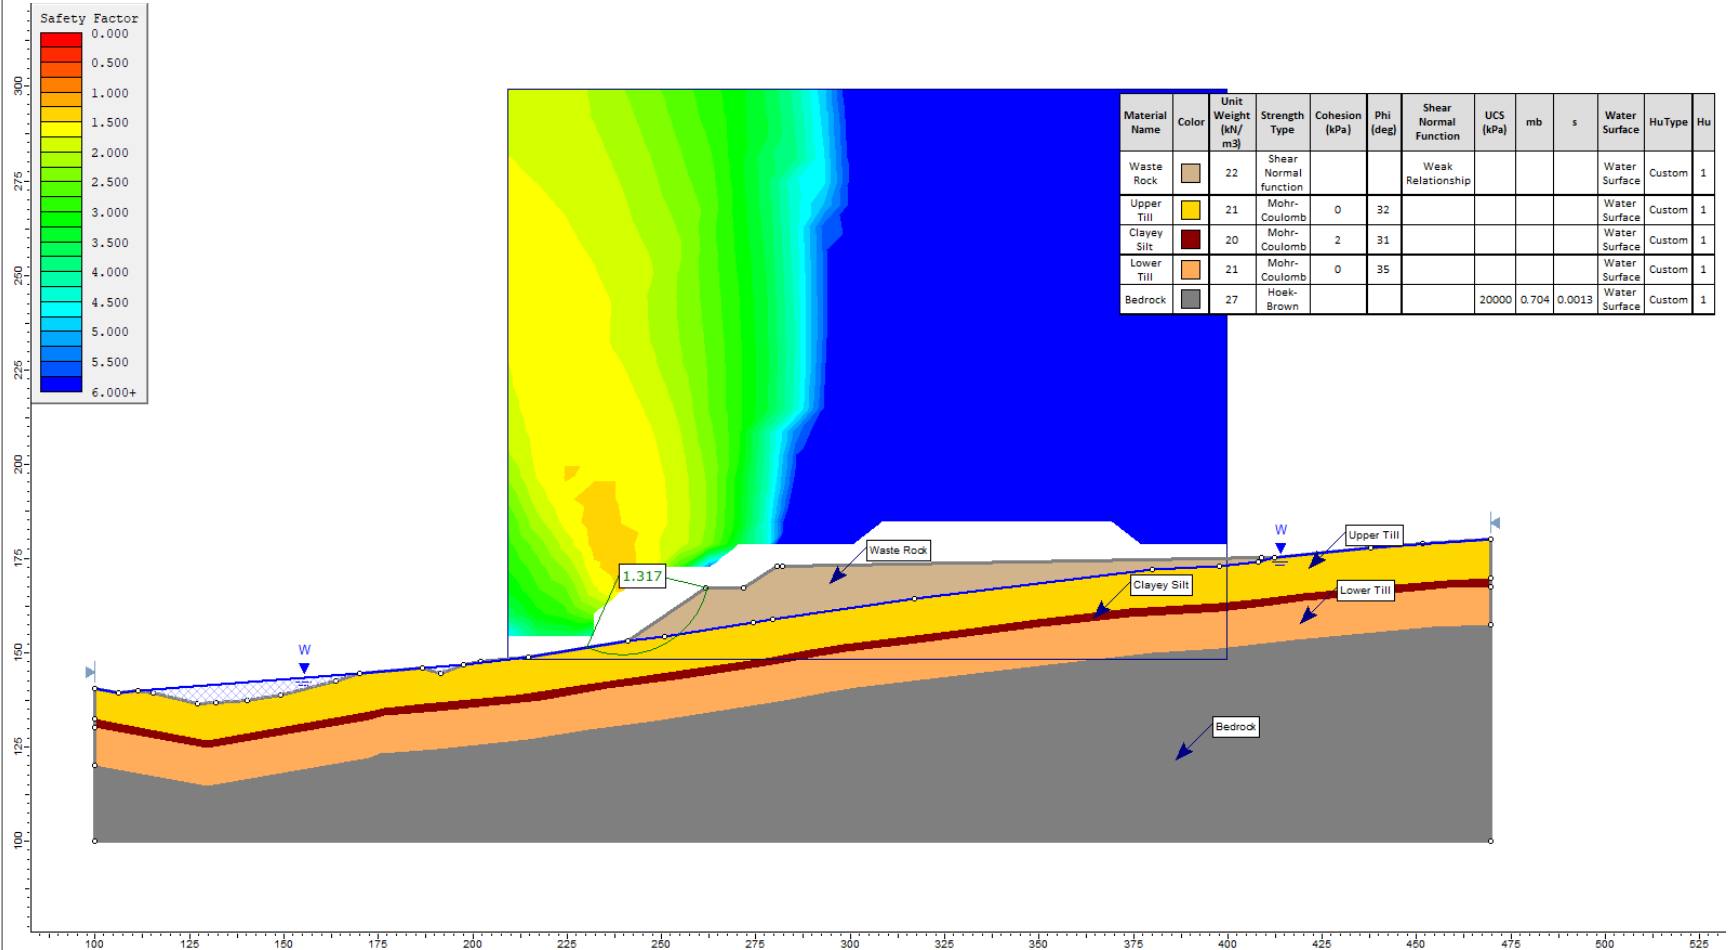 Safety Factor
0.000
0.500
1.000
1.500
2.000
2.500
3.000
3.500
4.000
4.500
5.000
5.500
6.000+
300
275
250
225
200
175
150
125
100
Material Name Color Unit Weight (kN/m3) Strength Type Cohesion (kPa) Phi (deg) Shear Normal Function UCS (kPa) mb s Water Surface HuType Hu
Waste Rock 22 Shear Normal function Weak Relationship Water Surface Custom 1
Upper Till 21 Mohr-Coulomb 0 32 Water Surface Custom 1
Clayey Silt 20 Mohr-Coulomb 2 31 Water Surface Custom 1
Lower Till 21 Mohr-Coulomb 0 35 Water Surface Custom 1
Bedrock 27 Hoek-Brown 20000 0.704 0.0013 Water Surface Custom 1
W
Upper Till
Waste Rock
1.317
Clayey Silt
Lower Till
W
Bedrock
100 125 150 175 200 225 250 275 300 325 350 375 400 425 450 475 500 525